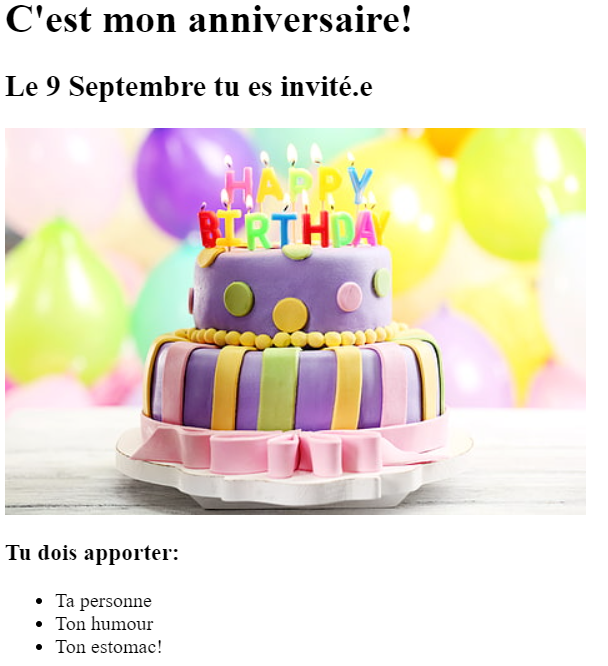 C'est mon anniversaire!
Le 9 Septembre tu es invité.e
HAPPY
BIRTHDAY
Tu dois apporter:
Ta personne
Ton humour
Ton estomac!